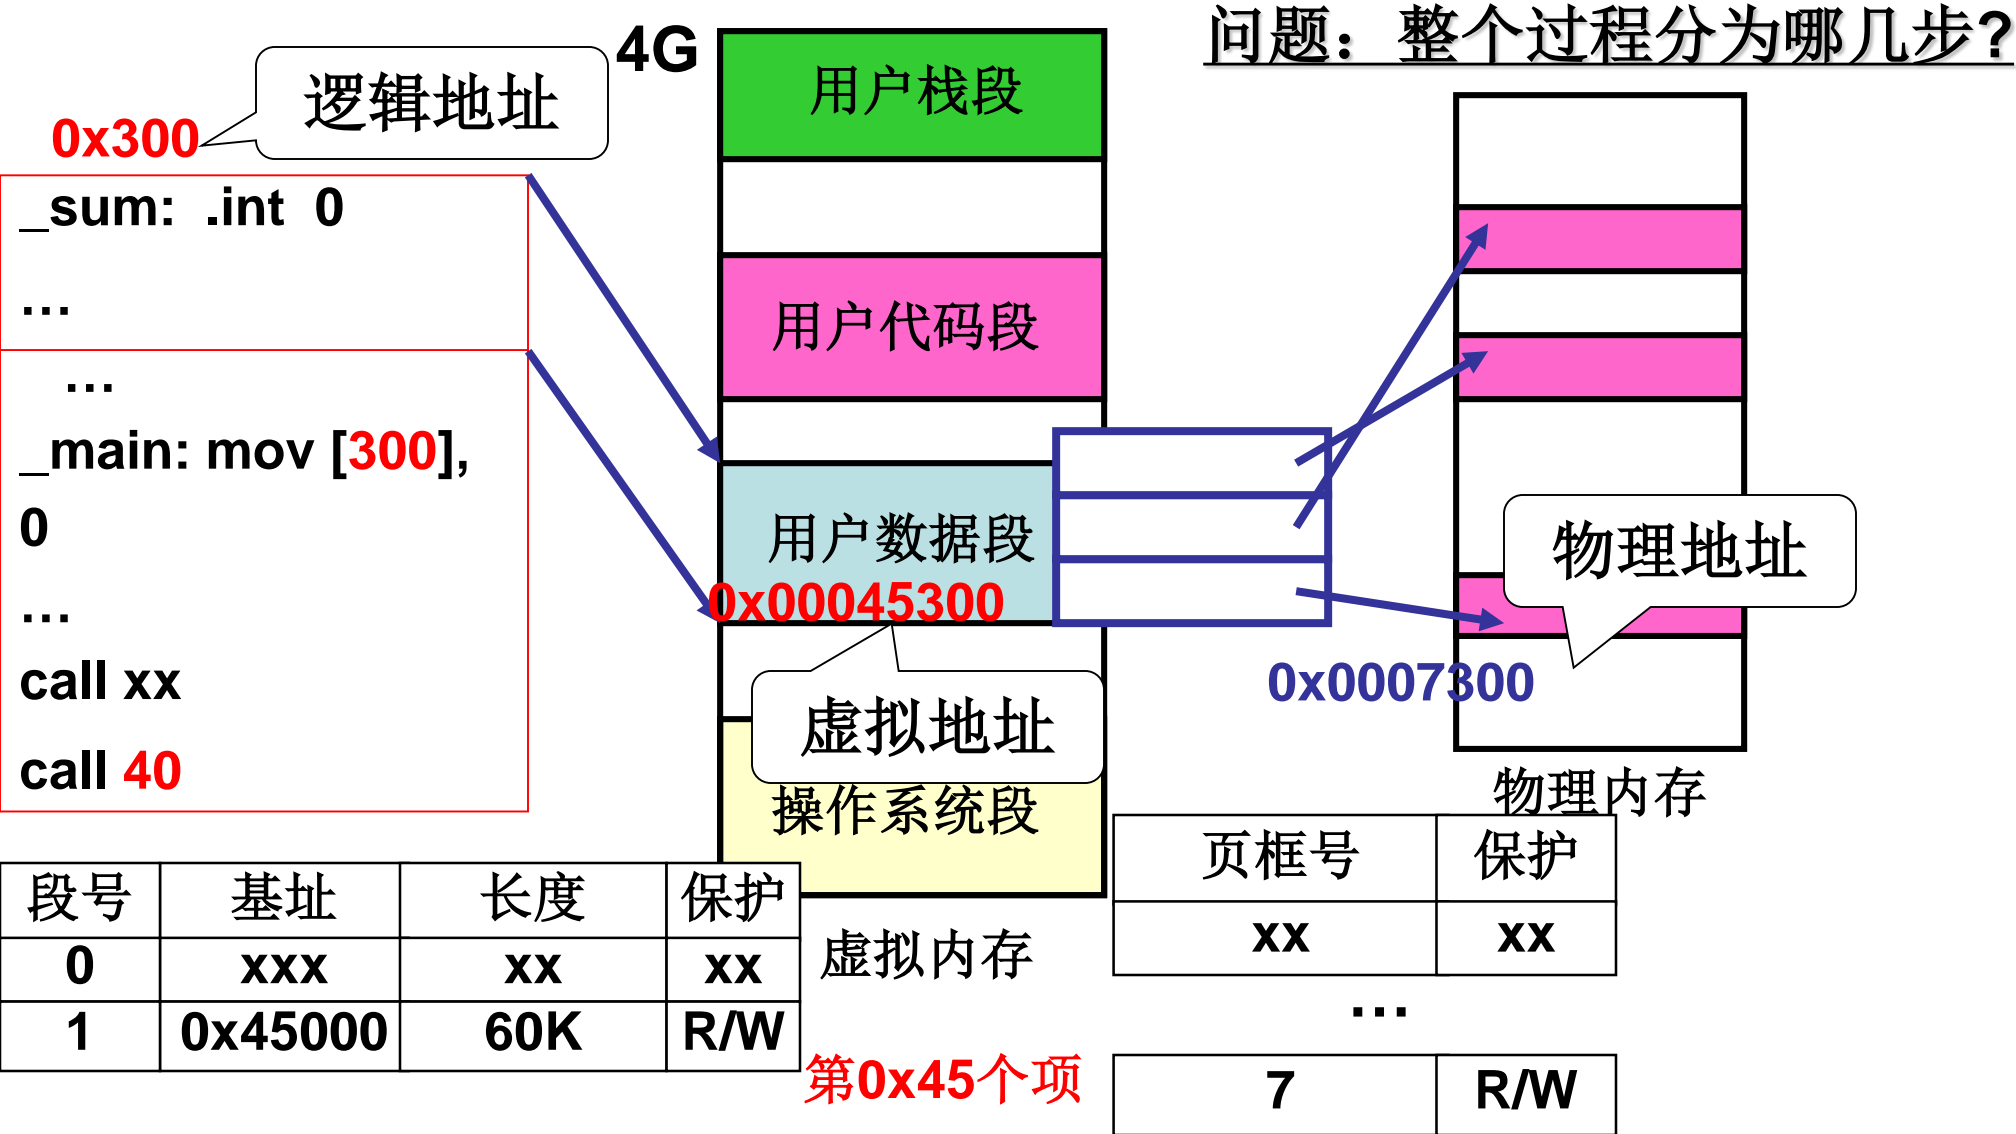 问题：整个过程分为哪几步?
4G
逻辑地址
0x300
_sum: .int 0
…
…
_main: mov [300],
0
…
call xx
call 40
用户栈段
用户代码段
用户数据段
0x00045300
虚拟地址
操作系统段
虚拟内存
物理地址
0x0007300
物理内存
段号 基址 长度 保护
0 xxx xx xx
1 0x45000 60K R/W
页框号 保护
xx xx
…
第0x45个项
7 R/W